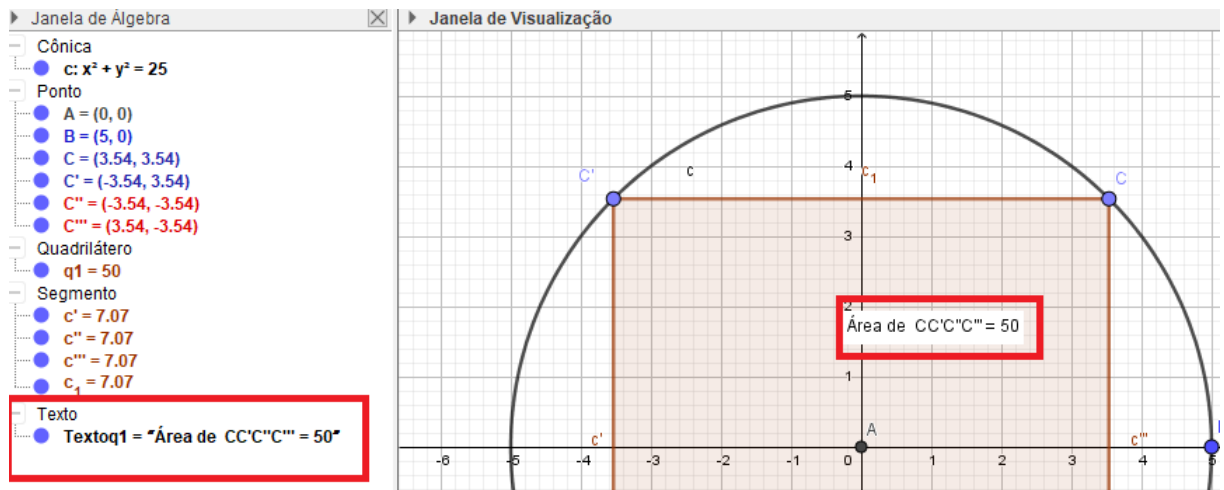 Janela de Álgebra
Cônica
c: x² + y² = 25
Ponto
A = (0, 0)
B = (5, 0)
C = (3.54, 3.54)
C' = (-3.54, 3.54)
C'' = (-3.54, -3.54)
C''' = (3.54, -3.54)
Quadrilátero
q1 = 50
Segmento
c' = 7.07
c'' = 7.07
c''' = 7.07
c₁ = 7.07
Texto
Textoq1 = "Área de CC'C''C''' = 50"
Janela de Visualização
5
C'
c
4
c₁
C
3
2
Área de CC'C''C''' = 50
1
c'
A
c'''
-6 -5 -4 -3 -2 -1 0 1 2 3 4 5